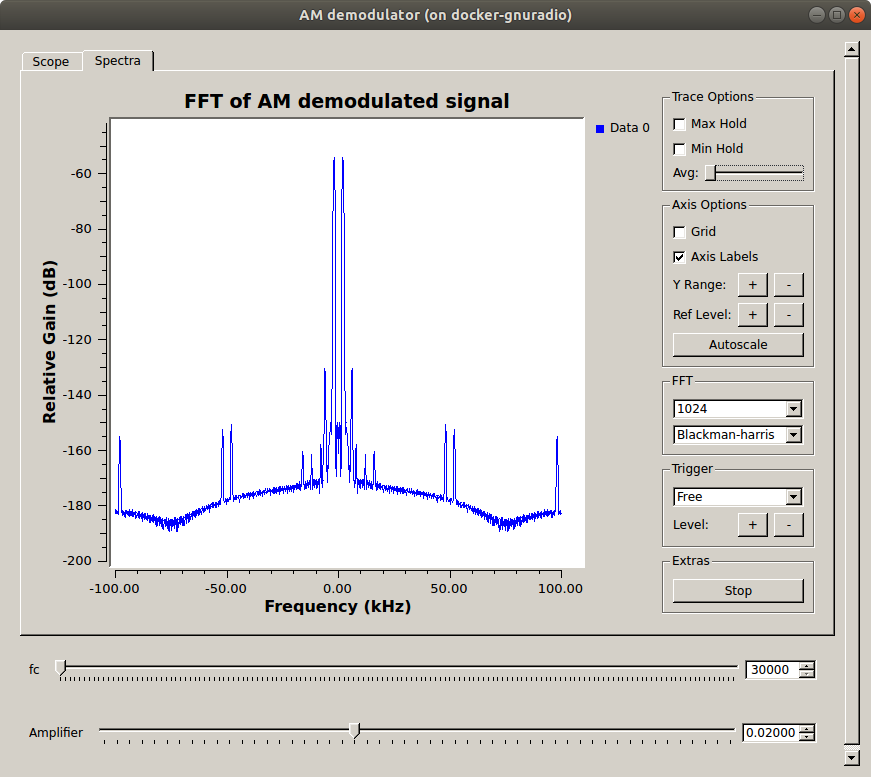 AM demodulator (on docker-gnuradio)
Scope
Spectra
FFT of AM demodulated signal
Data 0
Relative Gain (dB)
-60
-80
-100
-120
-140
-160
-180
-200
-100.00
-50.00
0.00
50.00
100.00
Frequency (kHz)
Trace Options
Max Hold
Min Hold
Avg:
Axis Options
Grid
Axis Labels
Y Range: + -
Ref Level: + -
Autoscale
FFT
1024
Blackman-harris
Trigger
Free
Level: + -
Extras
Stop
fc
30000
Amplifier
0.02000